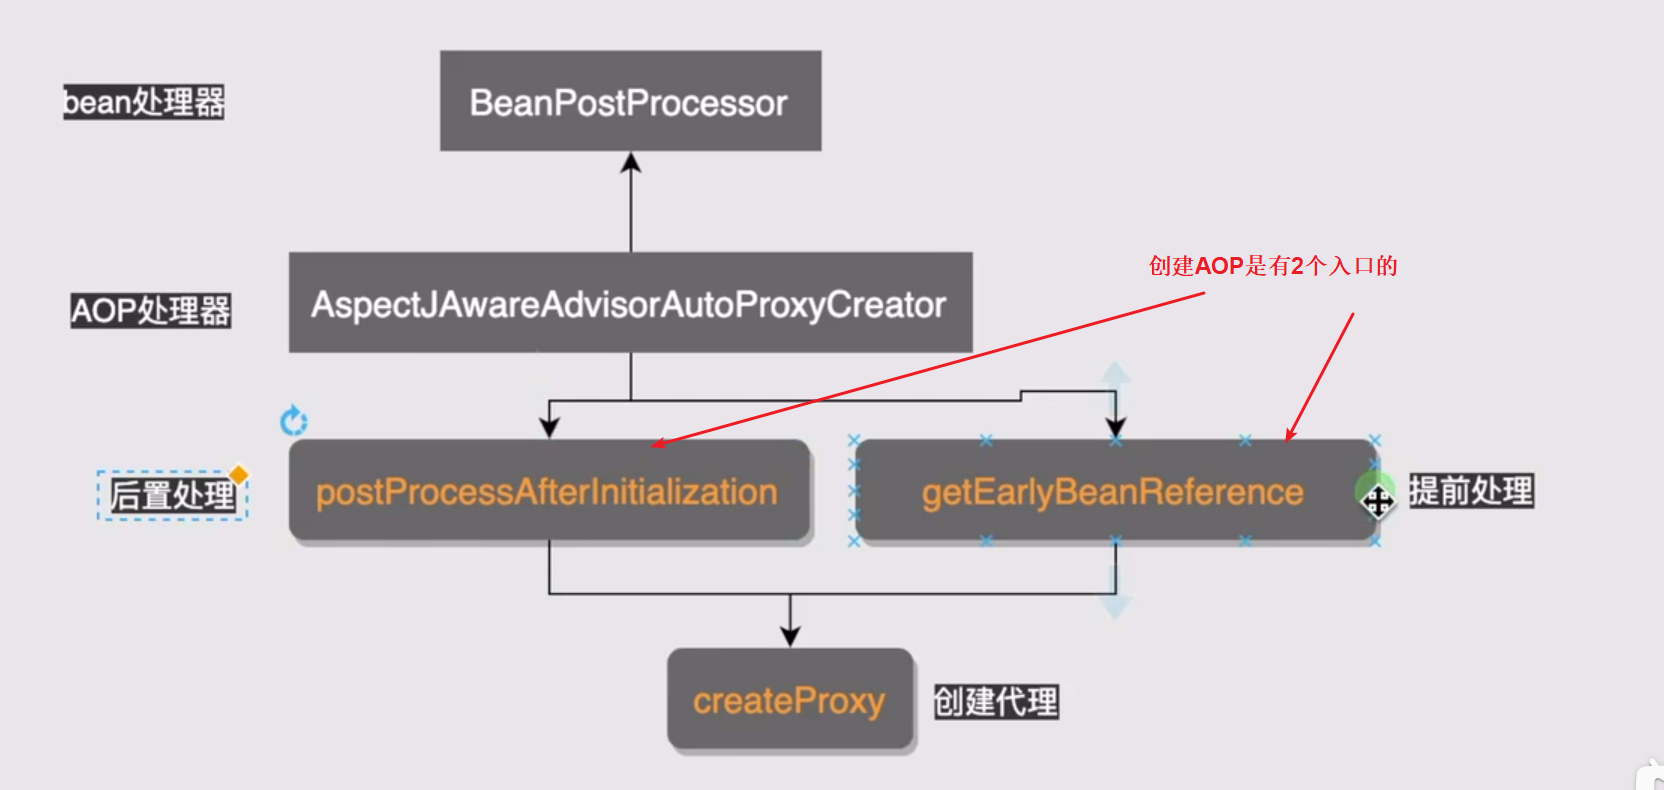 bean处理器
BeanPostProcessor
创建AOP是有2个入口的
AOP处理器
AspectJAwareAdvisorAutoProxyCreator
后置处理
postProcessAfterInitialization
getEarlyBeanReference
提前处理
createProxy
创建代理